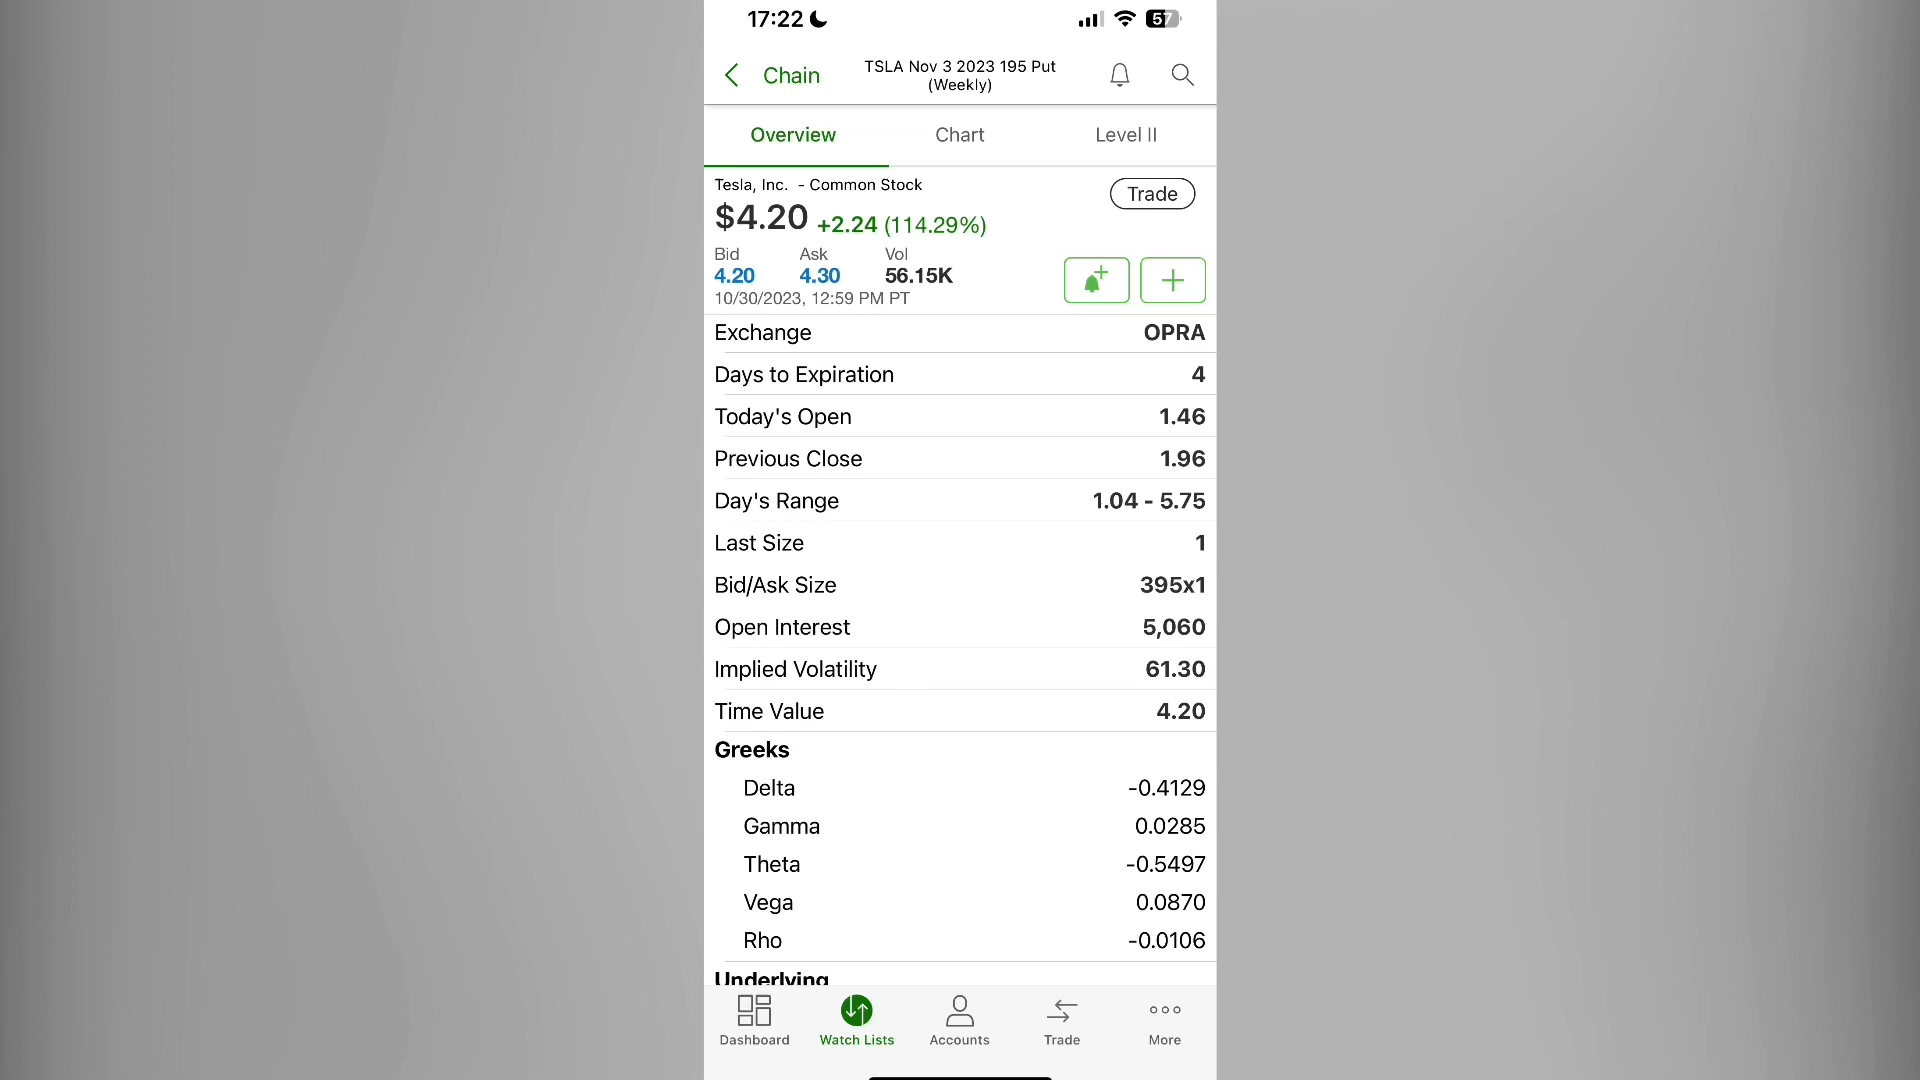 17:22
57
Chain
TSLA Nov 3 2023 195 Put
(Weekly)
Overview
Chart
Level II
Tesla, Inc. - Common Stock
Trade
$4.20 +2.24 (114.29%)
Bid Ask Vol
4.20 4.30 56.15K
10/30/2023, 12:59 PM PT
Exchange OPRA
Days to Expiration 4
Today's Open 1.46
Previous Close 1.96
Day's Range 1.04 - 5.75
Last Size 1
Bid/Ask Size 395x1
Open Interest 5,060
Implied Volatility 61.30
Time Value 4.20
Greeks
Delta -0.4129
Gamma 0.0285
Theta -0.5497
Vega 0.0870
Rho -0.0106
Underlying
Dashboard Watch Lists Accounts Trade More